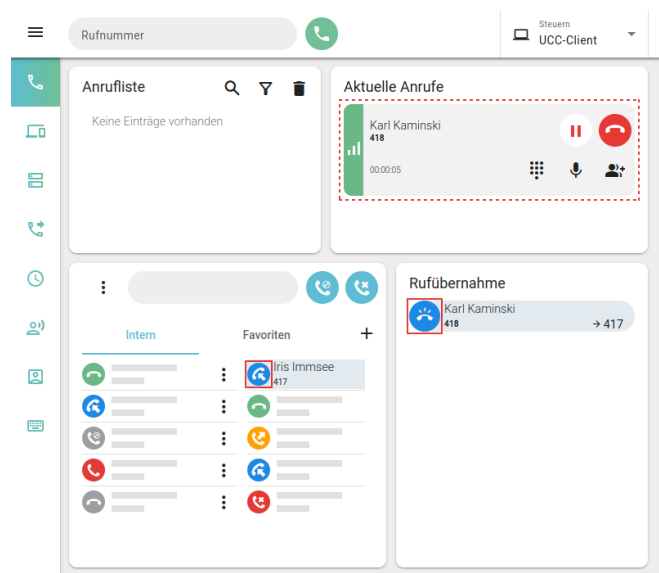 Rufnummer
Steuern
UCC-Client
Anrufliste
Keine Einträge vorhanden
Aktuelle Anrufe
Karl Kaminski
418
00:00:05
Intern
Favoriten
Iris Immsee
417
Rufübernahme
Karl Kaminski
418
→ 417